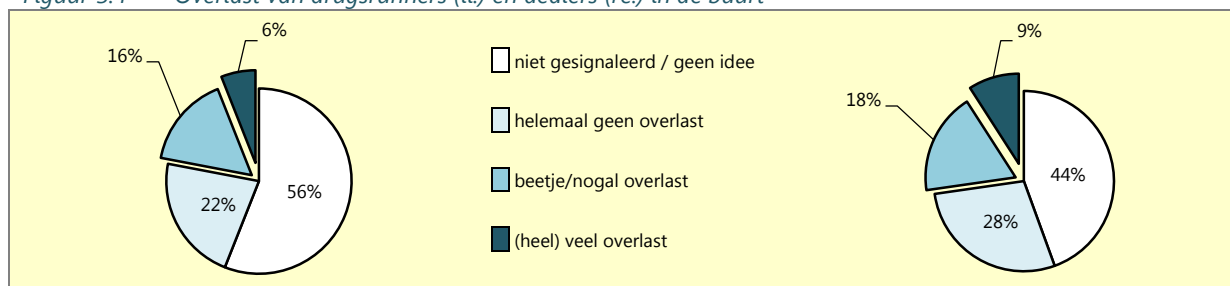 Overlast van drugsrunners (li.) en dealers (re.) in de buurt
6%
16%
56%
22%
niet gesignaleerd / geen idee
helemaal geen overlast
beetje/nogal overlast
(heel) veel overlast
9%
18%
44%
28%